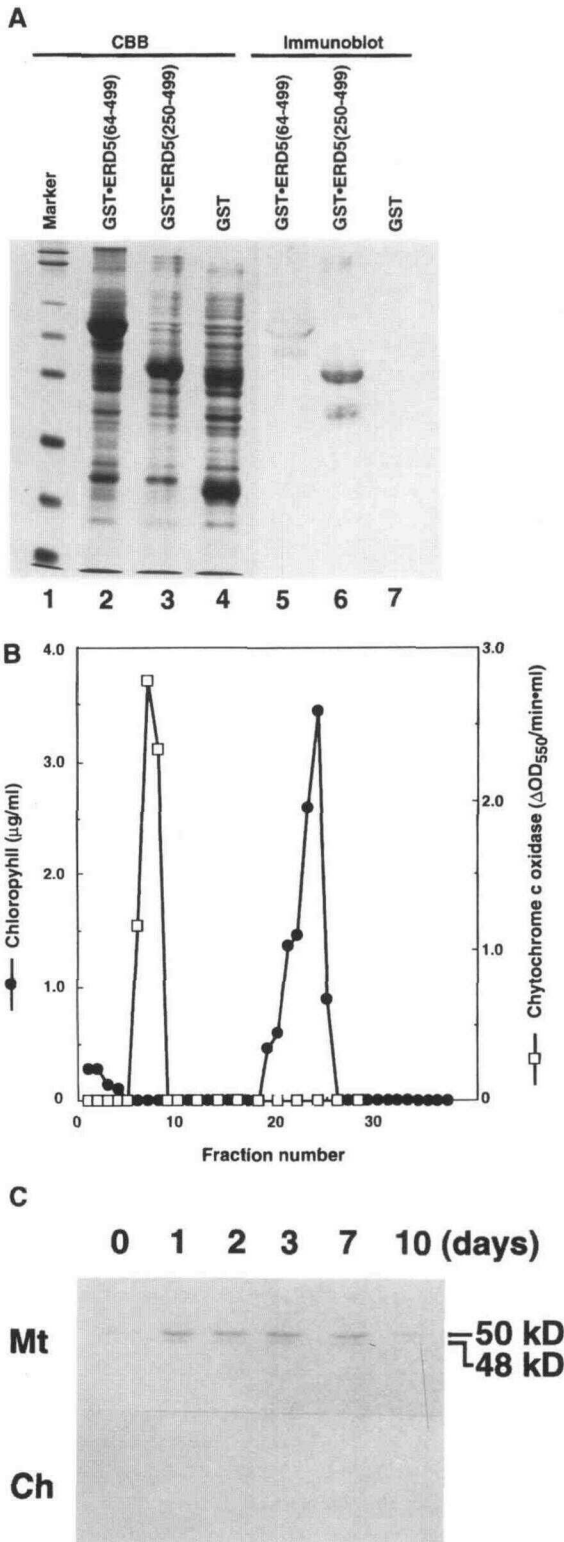 A
CBB
Immunoblot
Marker
GST•ERD5(64-499)
GST•ERD5(250-499)
GST
GST•ERD5(64-499)
GST•ERD5(250-499)
GST
1 2 3 4 5 6 7
B
4.0
3.0
2.0
1.0
0
Chloropyhil (µg/ml)
3.0
2.0
1.0
0
Chytochrome c oxidase (ΔOD550/min•ml)
0 10 20 30
Fraction number
C
0 1 2 3 7 10 (days)
Mt
50 kD
48 kD
Ch